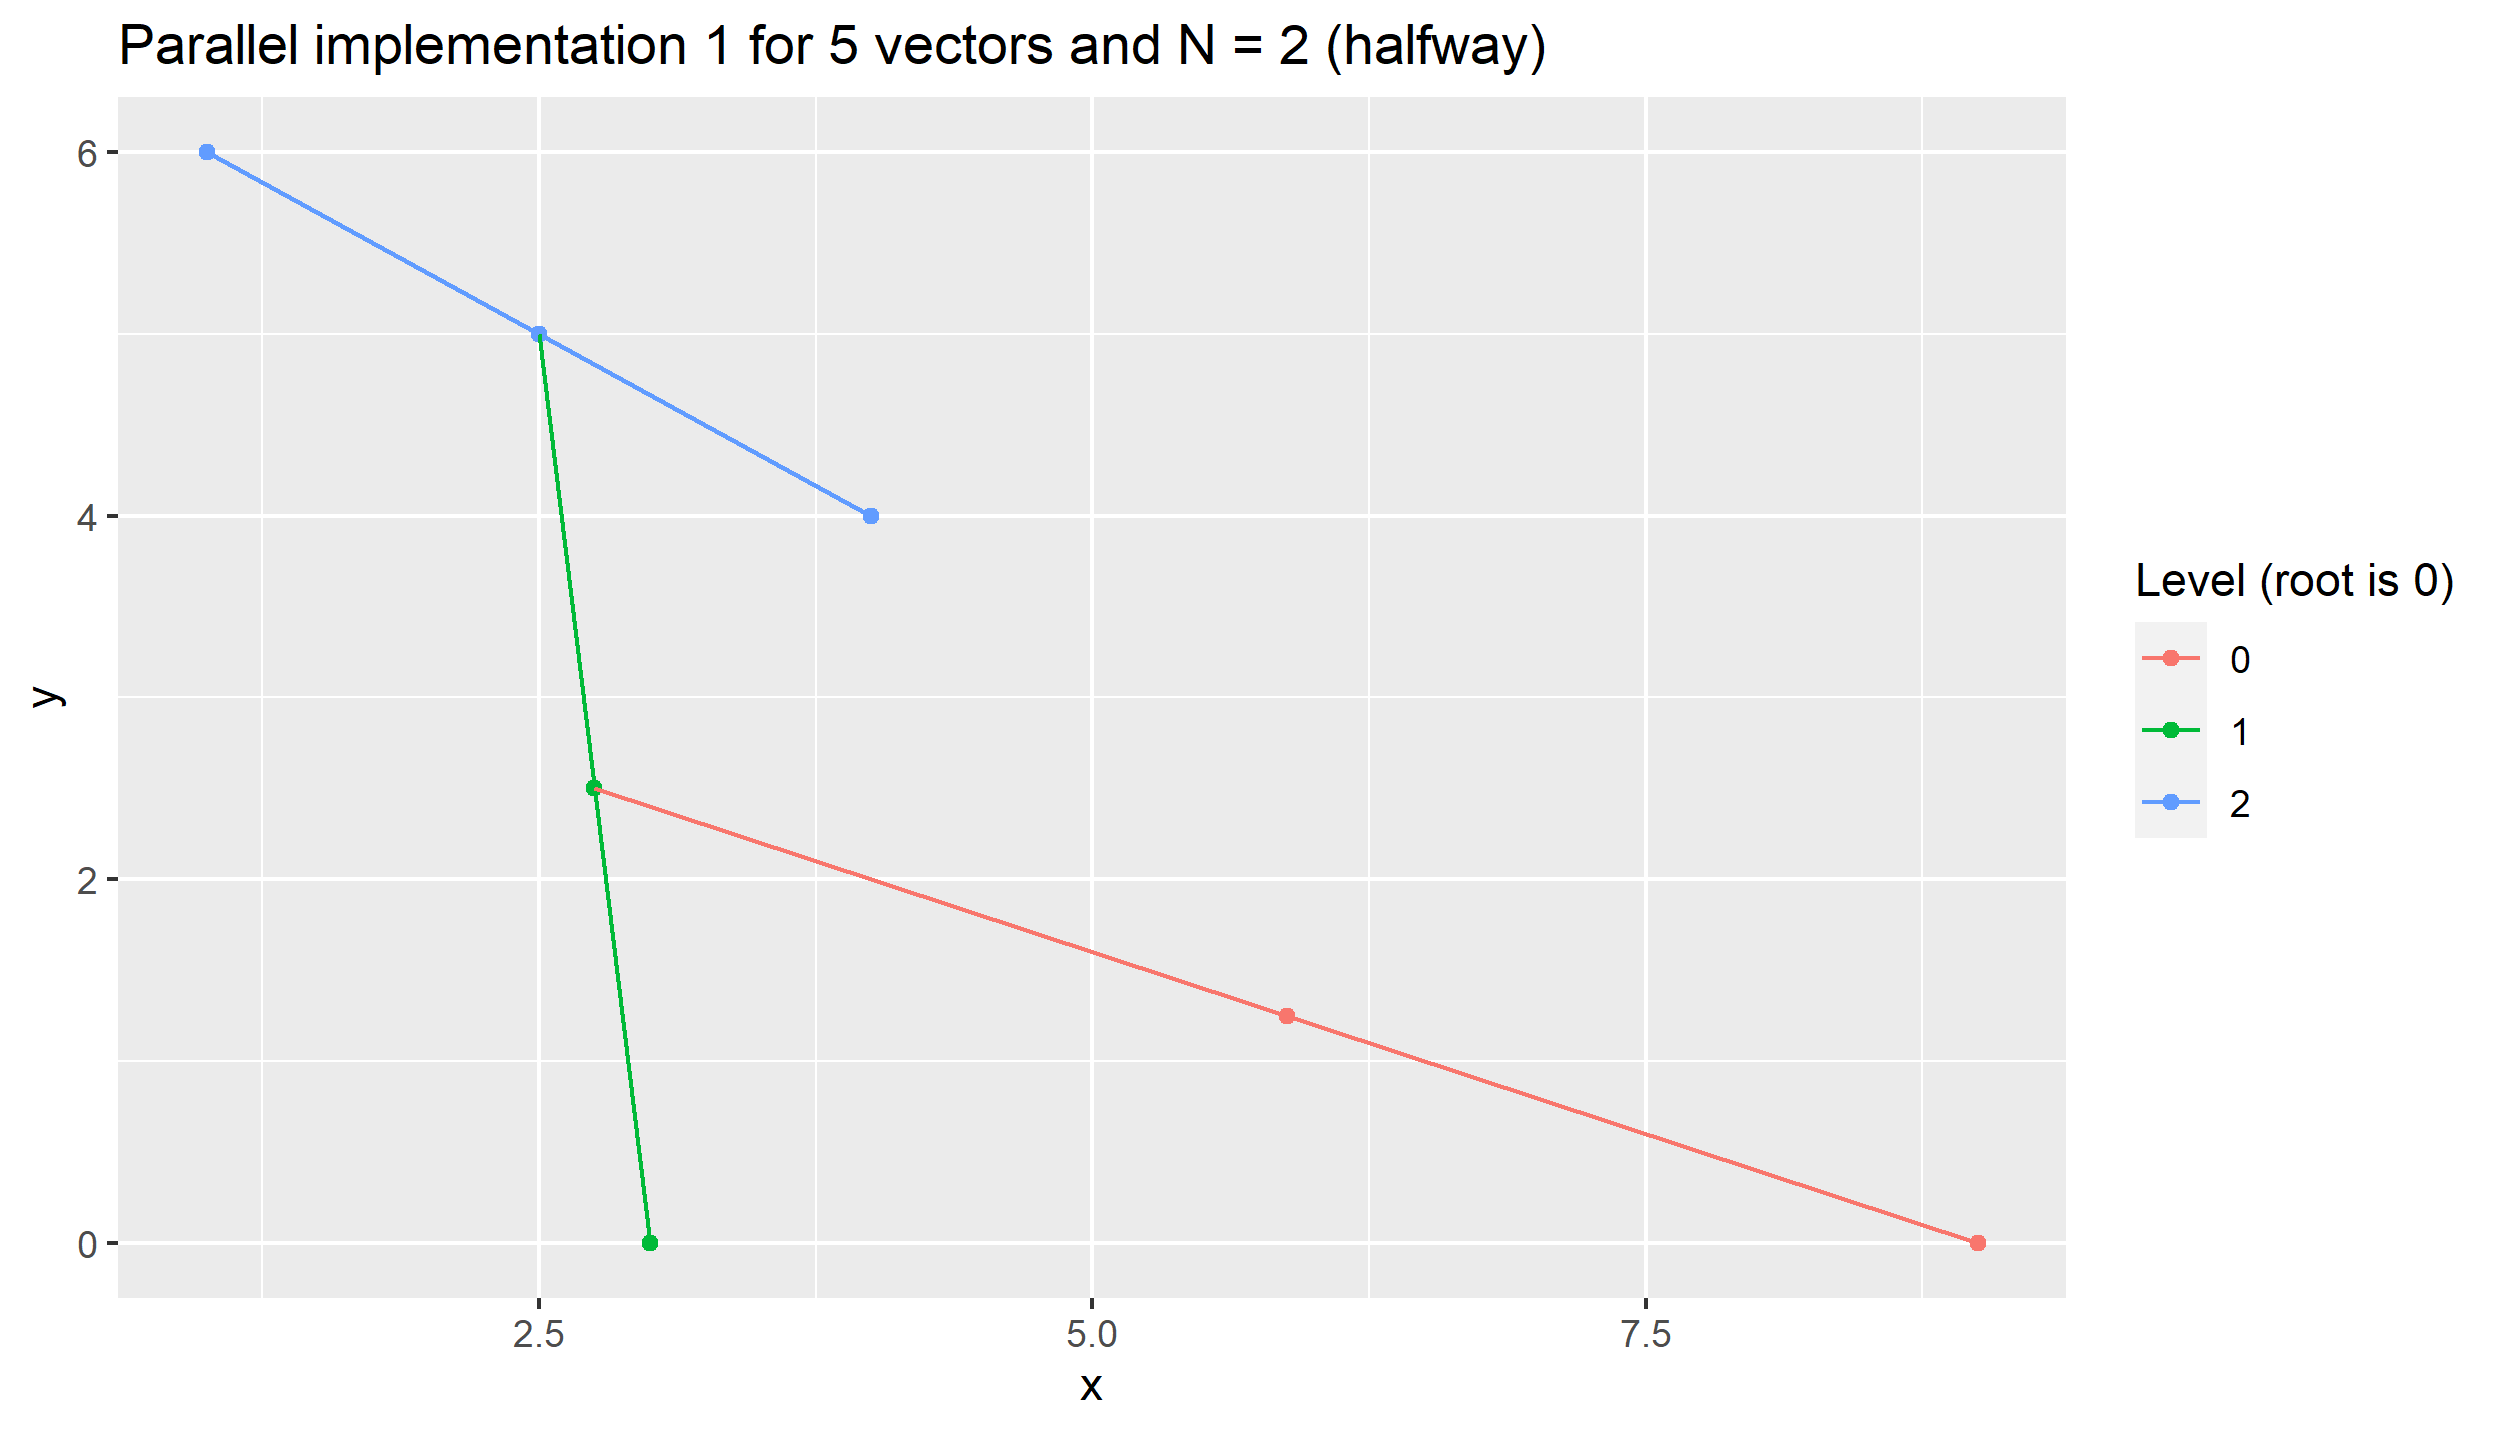 Parallel implementation 1 for 5 vectors and N = 2 (halfway)
6
4
2
0
y
2.5 5.0 7.5
x
Level (root is 0)
0
1
2